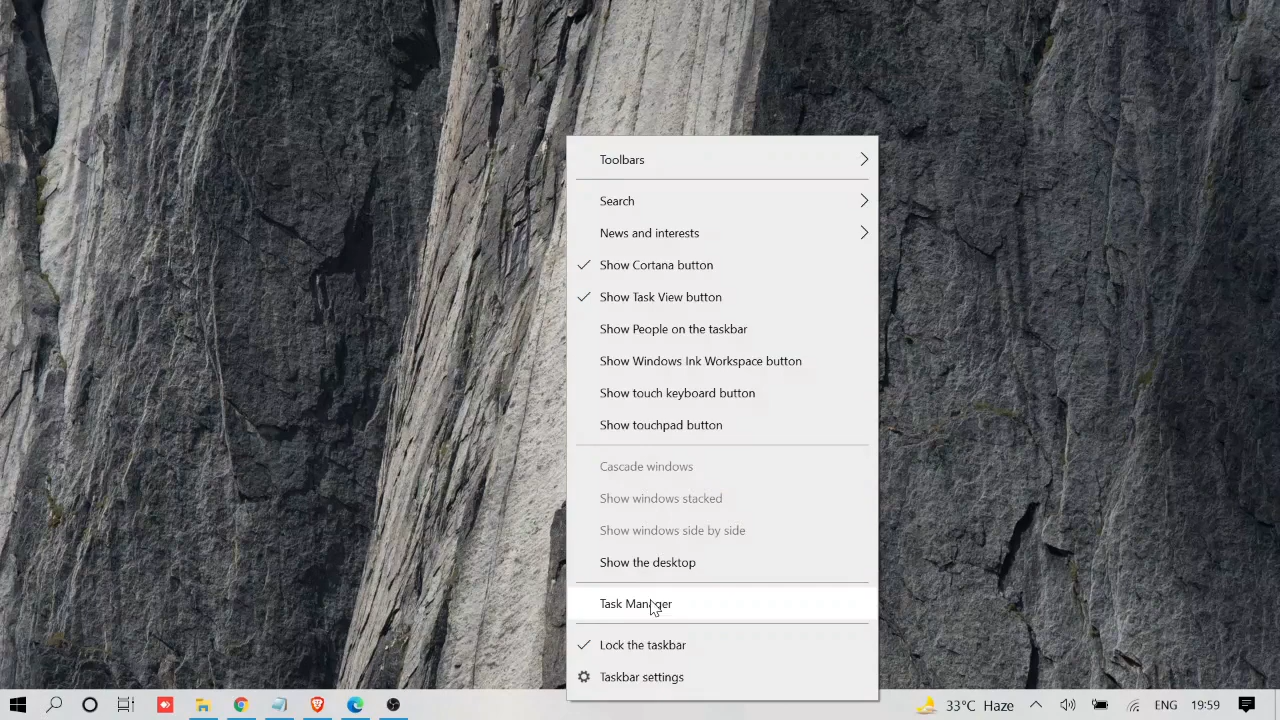 Toolbars
Search
News and interests
Show Cortana button
Show Task View button
Show People on the taskbar
Show Windows Ink Workspace button
Show touch keyboard button
Show touchpad button
Cascade windows
Show windows stacked
Show windows side by side
Show the desktop
Task Manager
Lock the taskbar
Taskbar settings
33°C Haze ENG 19:59